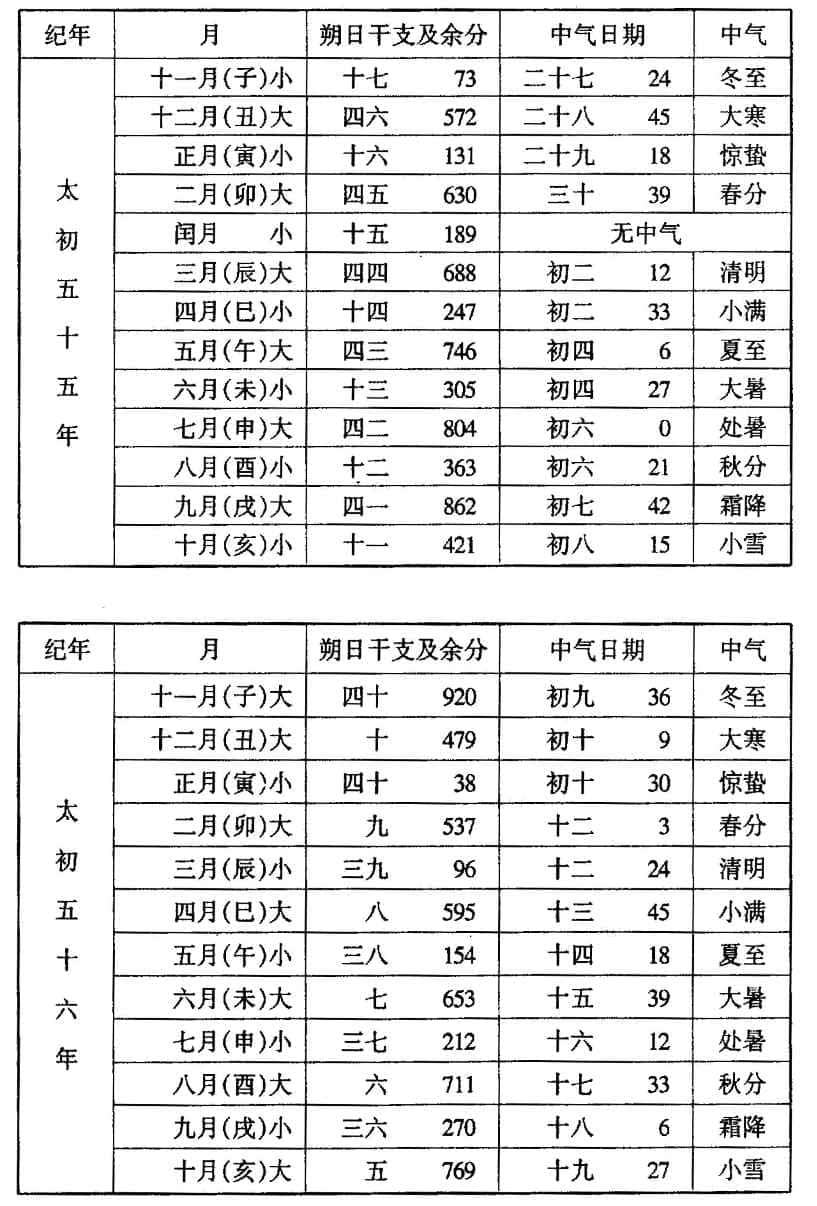 纪年 月 朔日干支及余分 中气日期 中气
太初五十五年
十一月(子)小 十七 73 二十七 24 冬至
十二月(丑)大 四六 572 二十八 45 大寒
正月(寅)小 十六 131 二十九 18 惊蛰
二月(卯)大 四五 630 三十 39 春分
闰月 小 十五 189 无中气
三月(辰)大 四四 688 初二 12 清明
四月(巳)小 十四 247 初二 33 小满
五月(午)大 四三 746 初四 6 夏至
六月(未)小 十三 305 初四 27 大暑
七月(申)大 四二 804 初六 0 处暑
八月(酉)小 十二 363 初六 21 秋分
九月(戌)大 四一 862 初七 42 霜降
十月(亥)小 十一 421 初八 15 小雪
纪年 月 朔日干支及余分 中气日期 中气
太初五十六年
十一月(子)大 四十 920 初九 36 冬至
十二月(丑)大 十 479 初十 9 大寒
正月(寅)小 四十 38 初十 30 惊蛰
二月(卯)大 九 537 十二 3 春分
三月(辰)小 三九 96 十二 24 清明
四月(巳)大 八 595 十三 45 小满
五月(午)小 三八 154 十四 18 夏至
六月(未)大 七 653 十五 39 大暑
七月(申)小 三七 212 十六 12 处暑
八月(酉)大 六 711 十七 33 秋分
九月(戌)小 三六 270 十八 6 霜降
十月(亥)大 五 769 十九 27 小雪